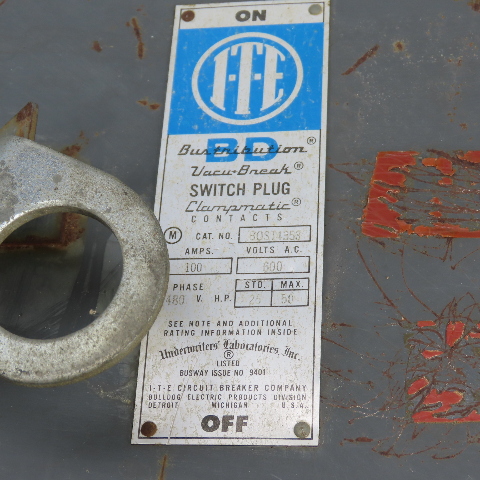 ON
I-T-E
BD
Bustribution®
Vacu-Break®
SWITCH PLUG
Clampmatic®
CONTACTS
M CAT. NO.
AMPS. VOLTS A.C.
100 600
PHASE STD. MAX.
480 V. H.P. 25 50
SEE NOTE AND ADDITIONAL
RATING INFORMATION INSIDE
Underwriters' Laboratories, Inc.
®
LISTED
BUSWAY ISSUE NO 9401
I-T-E CIRCUIT BREAKER COMPANY
BULLDOG ELECTRIC PRODUCTS DIVISION
DETROIT MICHIGAN U.S.A.
OFF